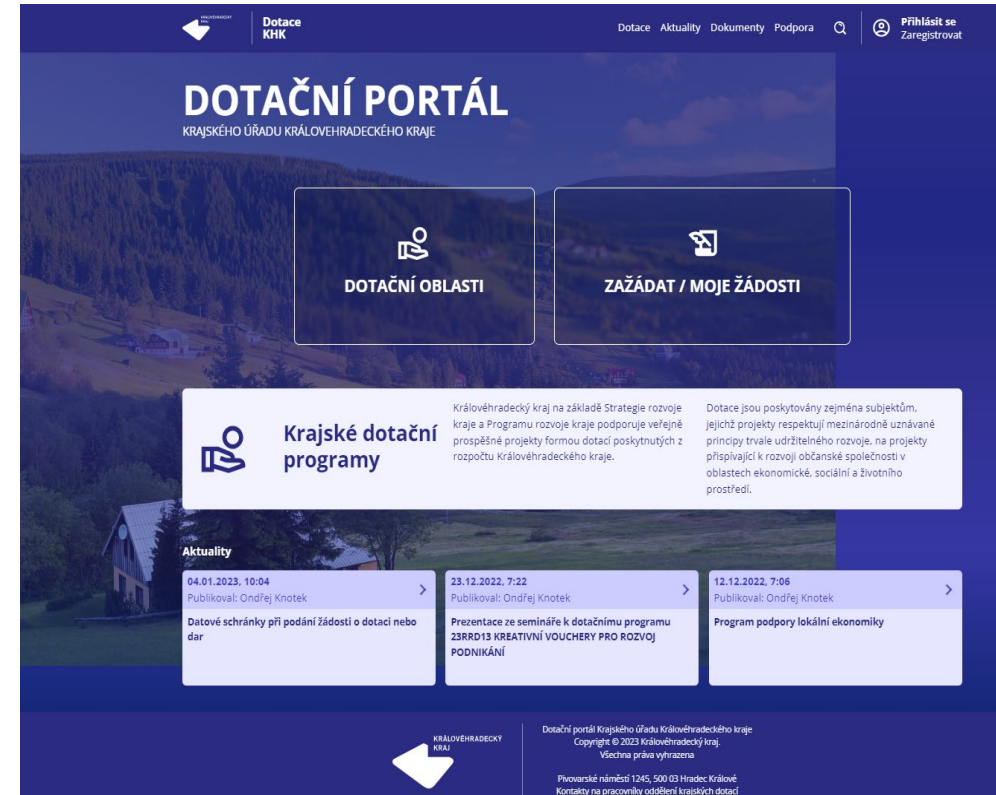 KRÁLOVÉHRADECKÝ
KRAJ
Dotace
KHK
Dotace Aktuality Dokumenty Podpora
Přihlásit se
Zaregistrovat
DOTAČNÍ PORTÁL
KRAJSKÉHO ÚŘADU KRÁLOVEHRADECKÉHO KRAJE
DOTAČNÍ OBLASTI
ZAŽÁDAT / MOJE ŽÁDOSTI
Krajské dotační
programy
Královéhradecký kraj na základě Strategie rozvoje
kraje a Programu rozvoje kraje podporuje veřejně
prospěšné projekty formou dotací poskytnutých z
rozpočtu Královéhradeckého kraje.
Dotace jsou poskytovány zejména subjektům,
jejichž projekty respektují mezinárodně uznávané
principy trvale udržitelného rozvoje, na projekty
přispívající k rozvoji občanské společnosti v
oblastech ekonomické, sociální a životního
prostředí.
Aktuality
04.01.2023, 10:04
Publikoval: Ondřej Knotek
Datové schránky při podání žádosti o dotaci nebo
dar
23.12.2022, 7:22
Publikoval: Ondřej Knotek
Prezentace ze semináře k dotačnímu programu
23RRD13 KREATIVNÍ VOUCHERY PRO ROZVOJ
PODNIKÁNÍ
12.12.2022, 7:06
Publikoval: Ondřej Knotek
Program podpory lokální ekonomiky
KRÁLOVÉHRADECKÝ
KRAJ
Dotační portál Krajského úřadu Královéhradeckého kraje
Copyright © 2023 Královéhradecký kraj.
Všechna práva vyhrazena
Pivovarské náměstí 1245, 500 03 Hradec Králové
Kontakty na pracovníky oddělení krajských dotací